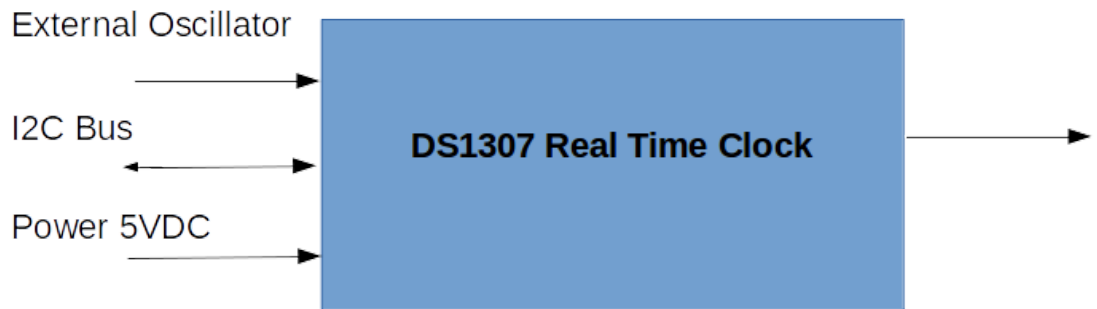 External Oscillator
I2C Bus
DS1307 Real Time Clock
Power 5VDC